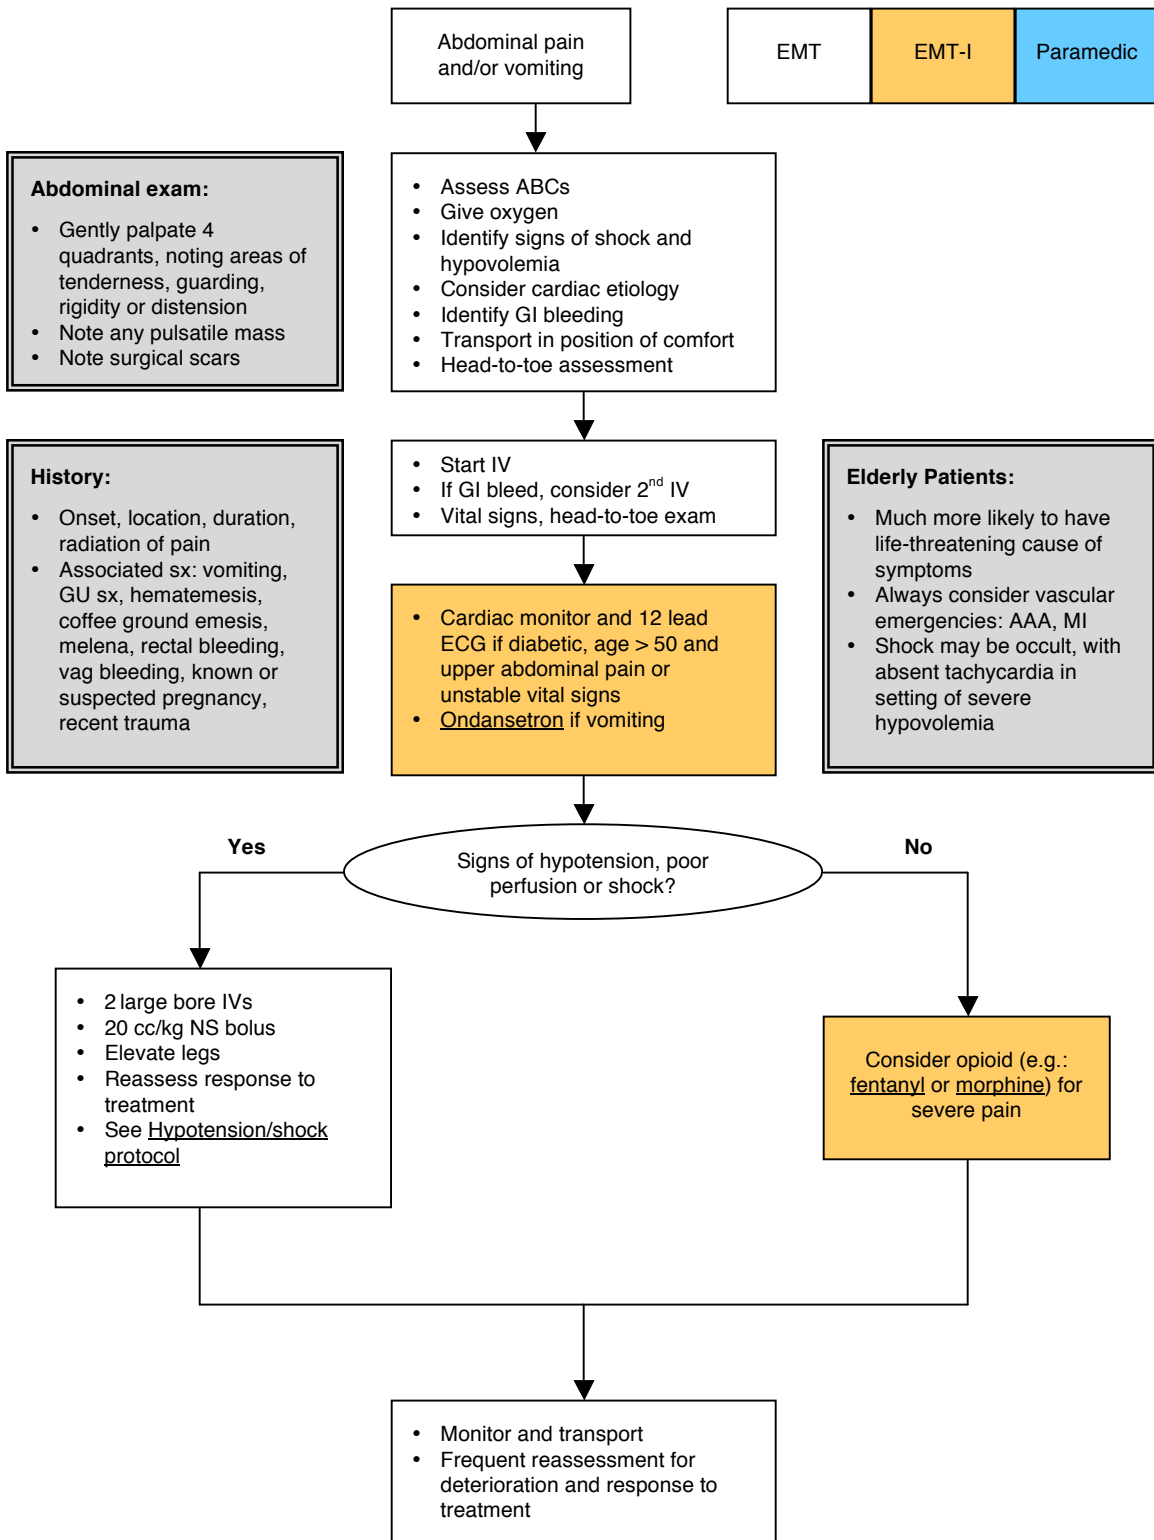 Abdominal pain
and/or vomiting
EMT
EMT-I
Paramedic
Abdominal exam:
• Gently palpate 4
quadrants, noting areas of
tenderness, guarding,
rigidity or distension
• Note any pulsatile mass
• Note surgical scars
• Assess ABCs
• Give oxygen
• Identify signs of shock and
hypovolemia
• Consider cardiac etiology
• Identify GI bleeding
• Transport in position of comfort
• Head-to-toe assessment
History:
• Onset, location, duration,
radiation of pain
• Associated sx: vomiting,
GU sx, hematemesis,
coffee ground emesis,
melena, rectal bleeding,
vag bleeding, known or
suspected pregnancy,
recent trauma
• Start IV
• If GI bleed, consider 2nd IV
• Vital signs, head-to-toe exam
Elderly Patients:
• Much more likely to have
life-threatening cause of
symptoms
• Always consider vascular
emergencies: AAA, MI
• Shock may be occult, with
absent tachycardia in
setting of severe
hypovolemia
• Cardiac monitor and 12 lead
ECG if diabetic, age > 50 and
upper abdominal pain or
unstable vital signs
• Ondansetron if vomiting
Yes
Signs of hypotension, poor
perfusion or shock?
No
• 2 large bore IVs
• 20 cc/kg NS bolus
• Elevate legs
• Reassess response to
treatment
• See Hypotension/shock
protocol
Consider opioid (e.g.:
fentanyl or morphine) for
severe pain
• Monitor and transport
• Frequent reassessment for
deterioration and response to
treatment